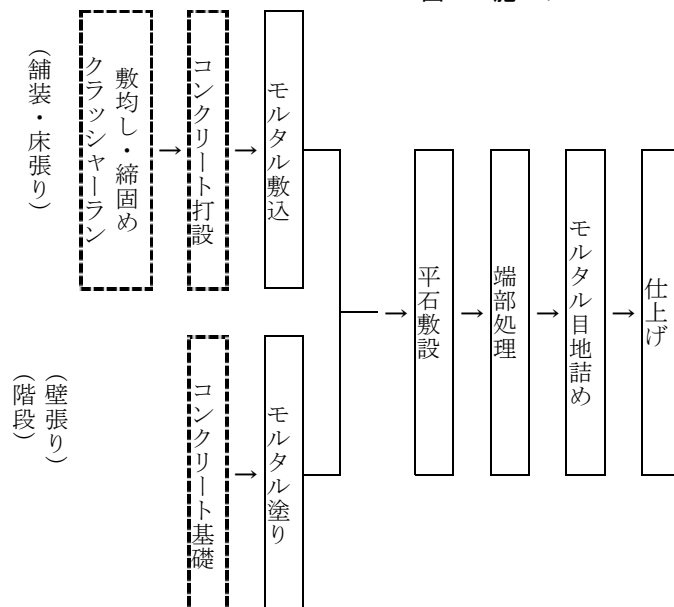 （舗装・床張り）
クラッシャーラン
敷均し・締固め
→
コンクリート打設
→
モルタル敷込
（壁張り）
（階段）
コンクリート基礎
→
モルタル塗り
→
平石敷設
→
端部処理
→
モルタル目地詰め
→
仕上げ